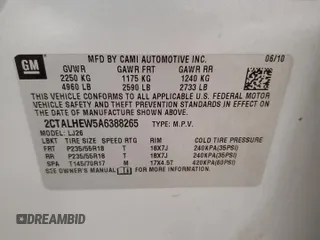 GM
MFD BY CAMI AUTOMOTIVE INC. 06/10
GVWR GAWR FRT GAWR RR
2250 KG 1175 KG 1240 KG
4960 LB 2590 LB 2733 LB
THIS VEHICLE CONFORMS TO ALL APPLICABLE U.S. FEDERAL MOTOR
VEHICLE SAFETY, BUMPER, AND THEFT PREVENTION STANDARDS IN
EFFECT ON THE DATE OF MANUFACTURE SHOWN ABOVE.
2CTALHEW5A6388265 TYPE: M.P.V.
MODEL: LJ26
LBKT TIRE SIZE SPEED RTG RIM COLD TIRE PRESSURE
FRT P235/55R18 T 18X7J 240KPA(35PSI)
RR P235/55R18 T 18X7J 240KPA(35PSI)
SPA T145/70R17 M 17X4.5T 420KPA(60PSI)
SEE OWNER'S MANUAL FOR ADDITIONAL INFORMATION
DREAMBID